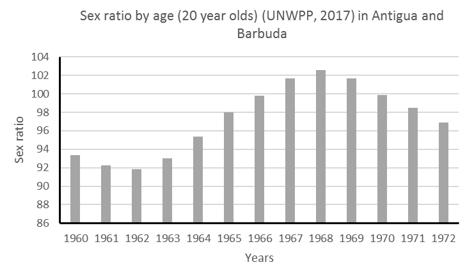 Sex ratio by age (20 year olds) (UNWPP, 2017) in Antigua and
Barbuda
104
102
100
98
96
94
92
90
88
86
Sex ratio
1960 1961 1962 1963 1964 1965 1966 1967 1968 1969 1970 1971 1972
Years